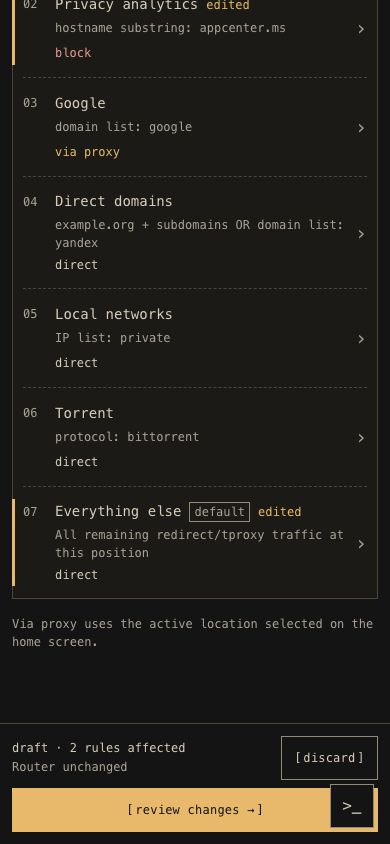 02 Privacy analytics edited
hostname substring: appcenter.ms
block
03 Google
domain list: google
via proxy
04 Direct domains
example.org + subdomains OR domain list:
yandex
direct
05 Local networks
IP list: private
direct
06 Torrent
protocol: bittorrent
direct
07 Everything else default edited
All remaining redirect/tproxy traffic at
this position
direct
Via proxy uses the active location selected on the
home screen.
draft · 2 rules affected
Router unchanged
[discard]
[review changes →]
>_